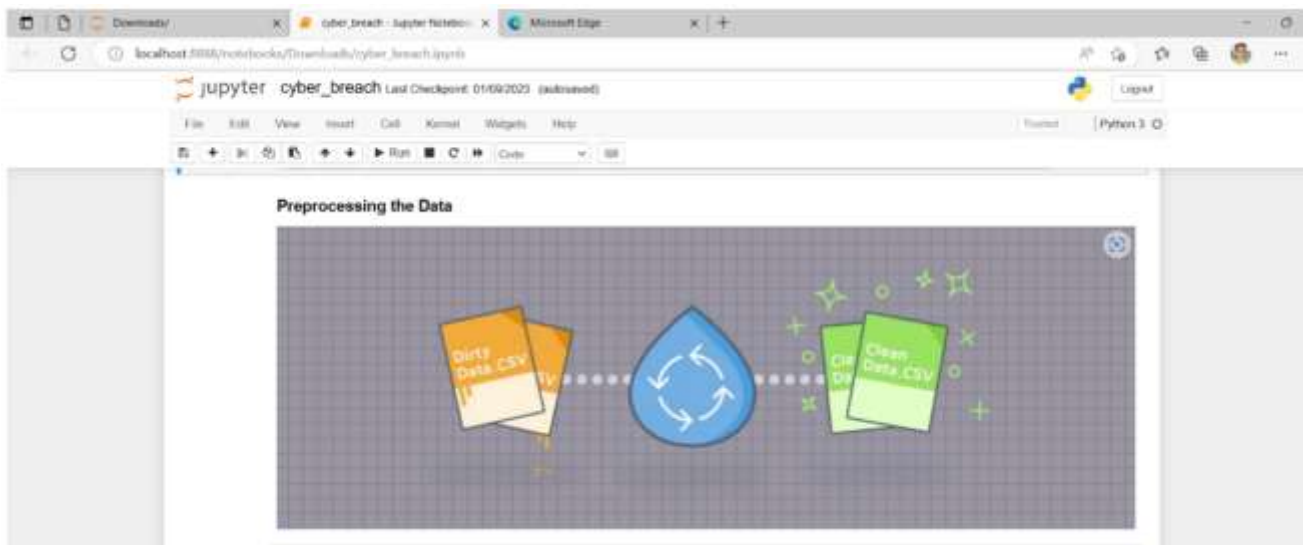 Downloads/
cyber_breach - Jupyter Noteboo
Microsoft Edge
localhost:8888/notebooks/Downloads/cyber_breach.ipynb
jupyter cyber_breach Last Checkpoint: 01/09/2023 (autosaved)
Logout
File Edit View Insert Cell Kernel Widgets Help
Trusted
Python 3
Run
Code
Preprocessing the Data
Dirty
Data.CSV
Clean
Data.CSV